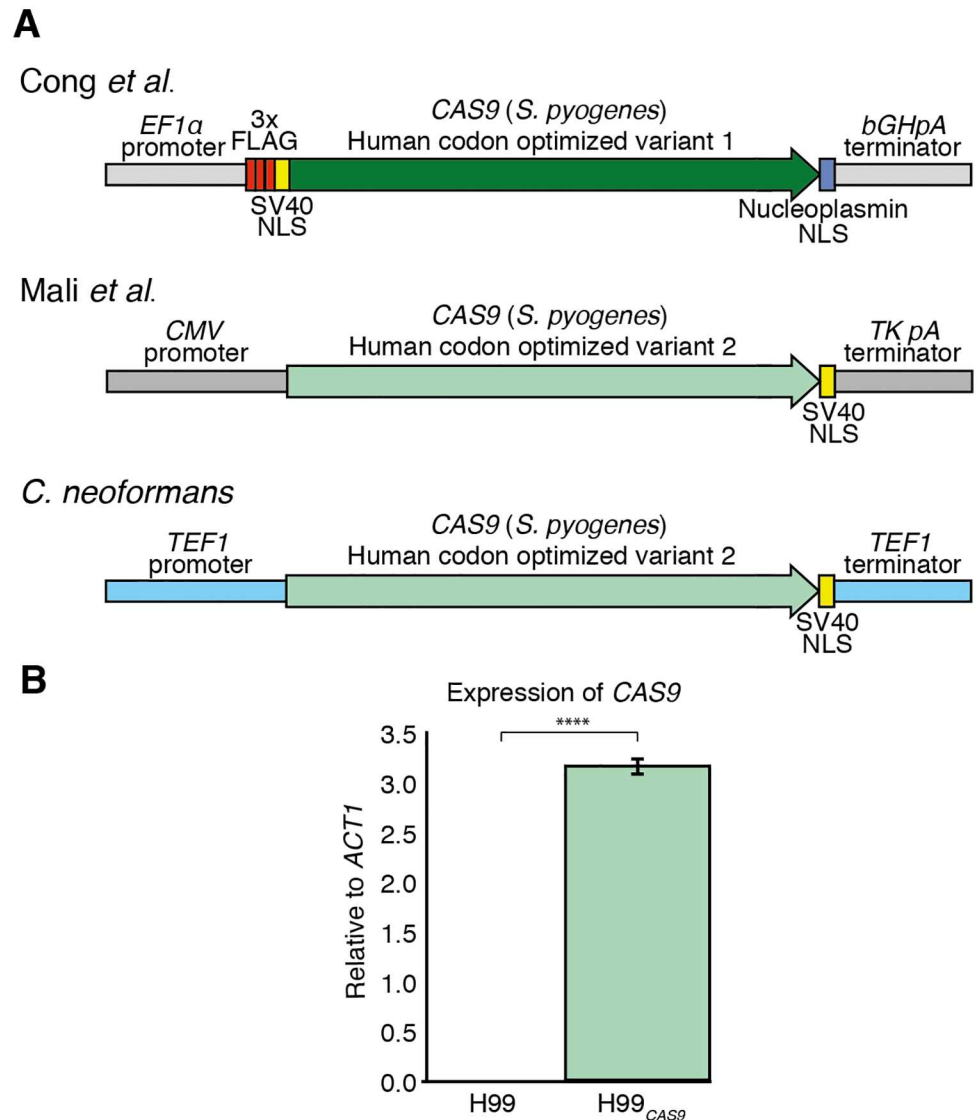 A
Cong et al.
EF1α promoter
3x FLAG
CAS9 (S. pyogenes)
Human codon optimized variant 1
bGHpA terminator
SV40 NLS
Nucleoplasmin NLS
Mali et al.
CMV promoter
CAS9 (S. pyogenes)
Human codon optimized variant 2
TK pA terminator
SV40 NLS
C. neoformans
TEF1 promoter
CAS9 (S. pyogenes)
Human codon optimized variant 2
TEF1 terminator
SV40 NLS
B
Expression of CAS9
****
Relative to ACT1
3.5
3.0
2.5
2.0
1.5
1.0
0.5
0.0
H99
H99CAS9